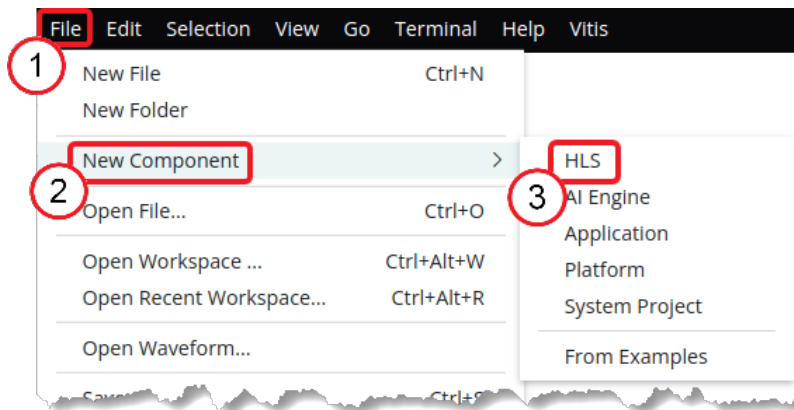 File Edit Selection View Go Terminal Help Vitis
1
New File Ctrl+N
New Folder
New Component > HLS
2
3
AI Engine
Open File... Ctrl+O
Application
Open Workspace ... Ctrl+Alt+W
Platform
Open Recent Workspace... Ctrl+Alt+R
System Project
Open Waveform...
From Examples
Save Ctrl+S